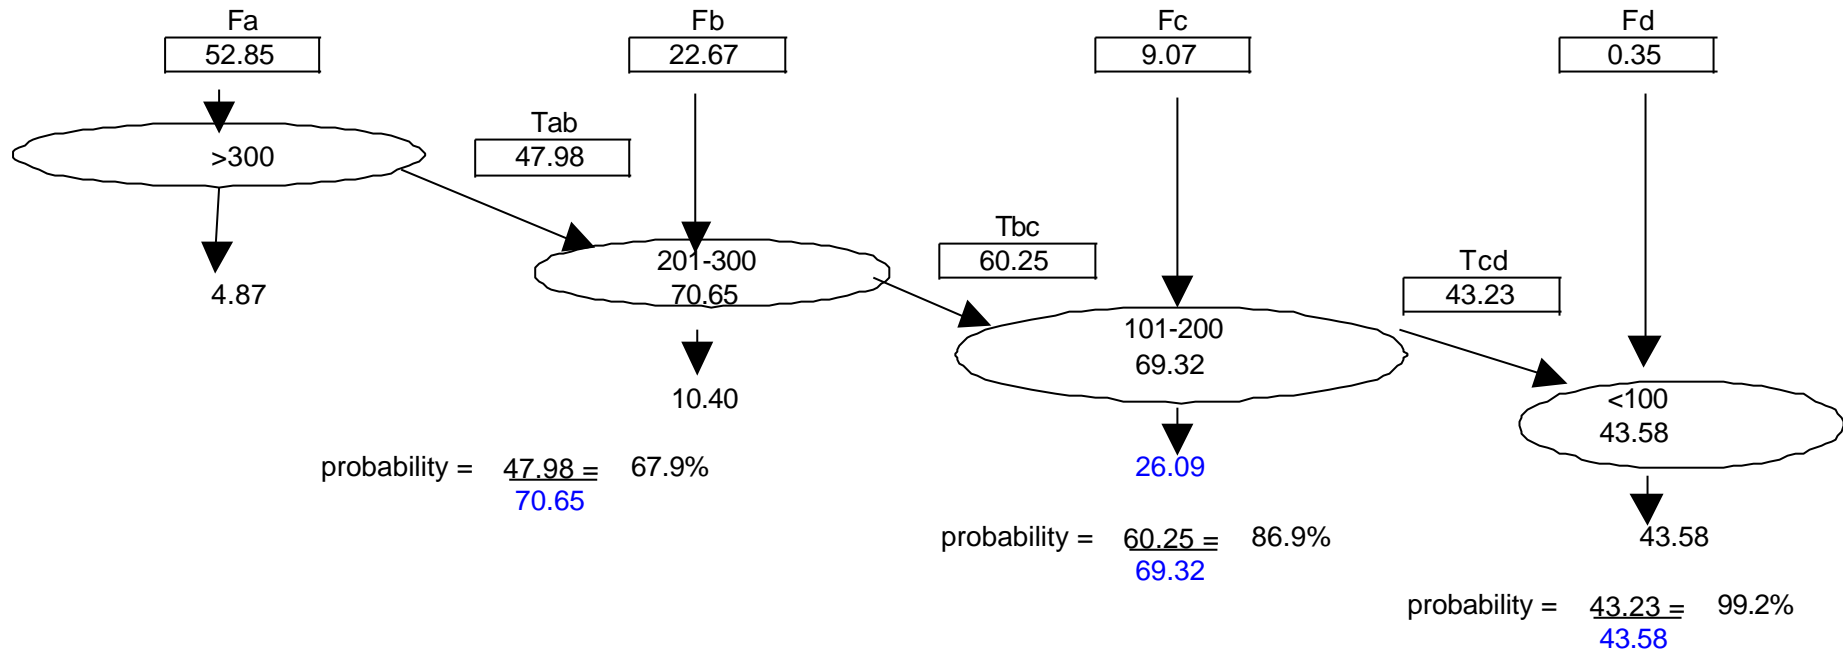 Fa
Fb
Fc
Fd
52.85
22.67
9.07
0.35
Tab
47.98
>300
Tbc
60.25
201-300
70.65
Tcd
43.23
4.87
101-200
69.32
10.40
<100
43.58
probability = 47.98 = 67.9%
70.65
26.09
probability = 60.25 = 86.9%
69.32
43.58
probability = 43.23 = 99.2%
43.58